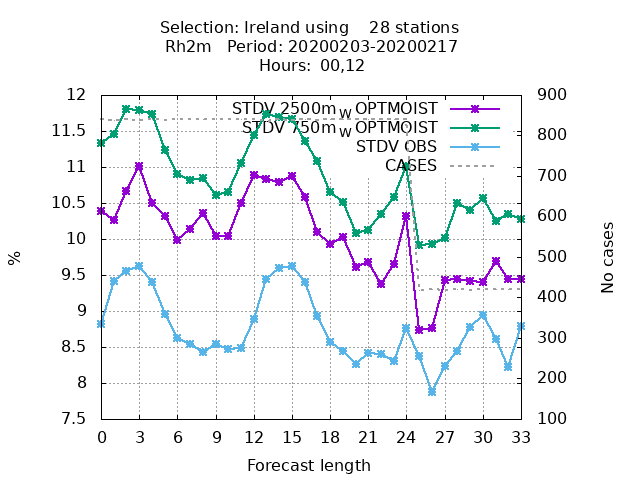 Selection: Ireland using    28 stations
Rh2m   Period: 20200203-20200217
Hours:  00,12
STDV 2500m_W OPTMOIST
STDV 750m_W OPTMOIST
STDV OBS
CASES
12
11.5
11
10.5
10
9.5
9
8.5
8
7.5
%
900
800
700
600
500
400
300
200
100
No cases
0 3 6 9 12 15 18 21 24 27 30 33
Forecast length